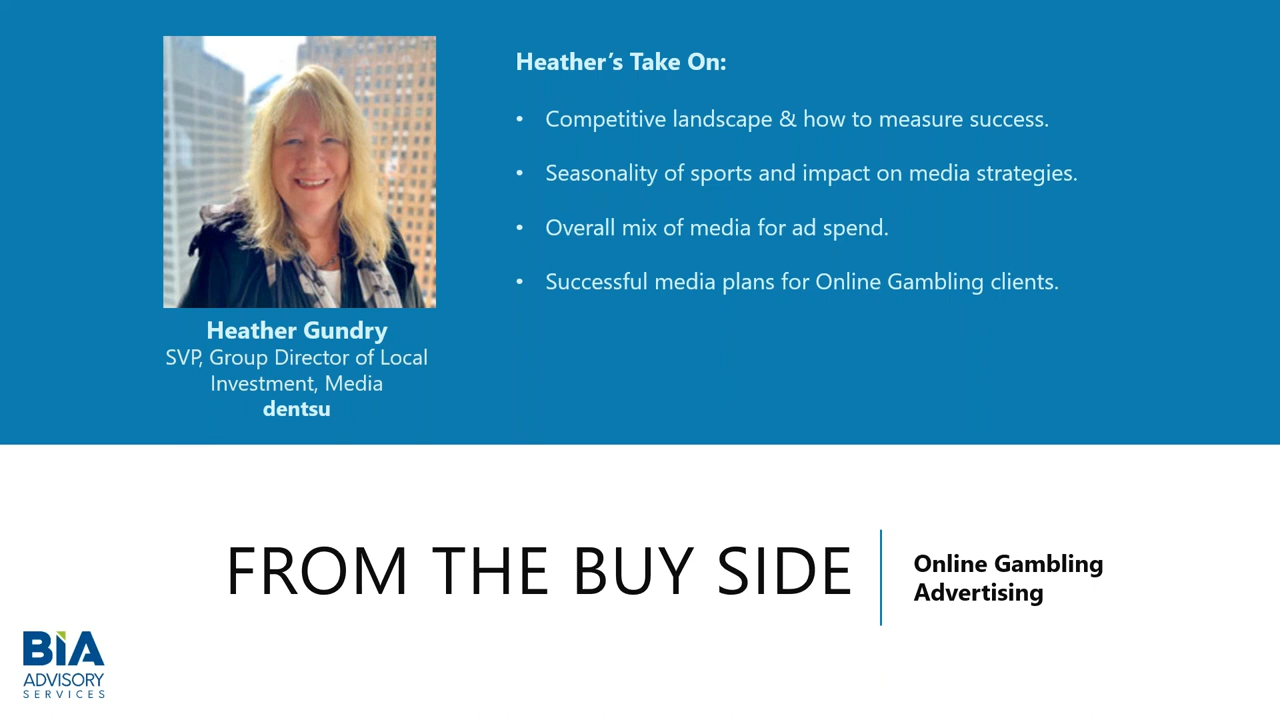 Heather’s Take On:
• Competitive landscape & how to measure success.
• Seasonality of sports and impact on media strategies.
• Overall mix of media for ad spend.
• Successful media plans for Online Gambling clients.
Heather Gundry
SVP, Group Director of Local
Investment, Media
dentsu
FROM THE BUY SIDE
Online Gambling
Advertising
BIA
ADVISORY
SERVICES